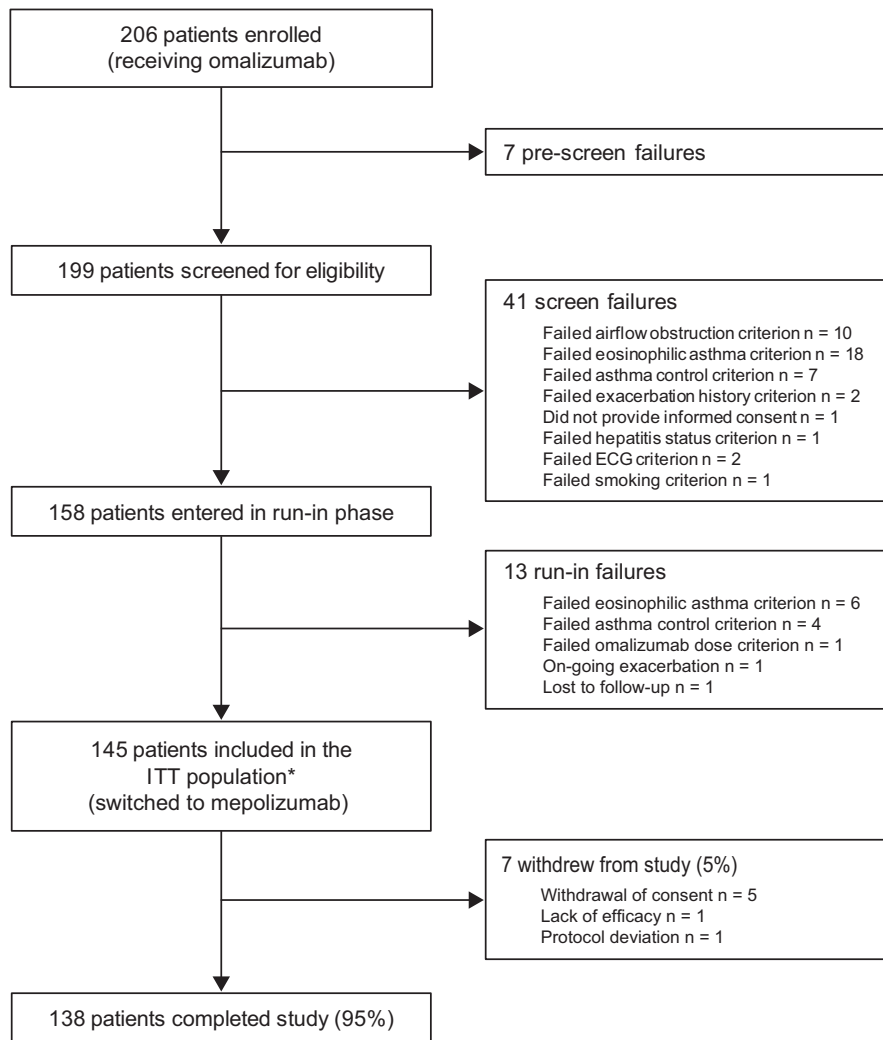 206 patients enrolled
(receiving omalizumab)
7 pre-screen failures
199 patients screened for eligibility
41 screen failures
Failed airflow obstruction criterion n = 10
Failed eosinophilic asthma criterion n = 18
Failed asthma control criterion n = 7
Failed exacerbation history criterion n = 2
Did not provide informed consent n = 1
Failed hepatitis status criterion n = 1
Failed ECG criterion n = 2
Failed smoking criterion n = 1
158 patients entered in run-in phase
13 run-in failures
Failed eosinophilic asthma criterion n = 6
Failed asthma control criterion n = 4
Failed omalizumab dose criterion n = 1
On-going exacerbation n = 1
Lost to follow-up n = 1
145 patients included in the
ITT population*
(switched to mepolizumab)
7 withdrew from study (5%)
Withdrawal of consent n = 5
Lack of efficacy n = 1
Protocol deviation n = 1
138 patients completed study (95%)